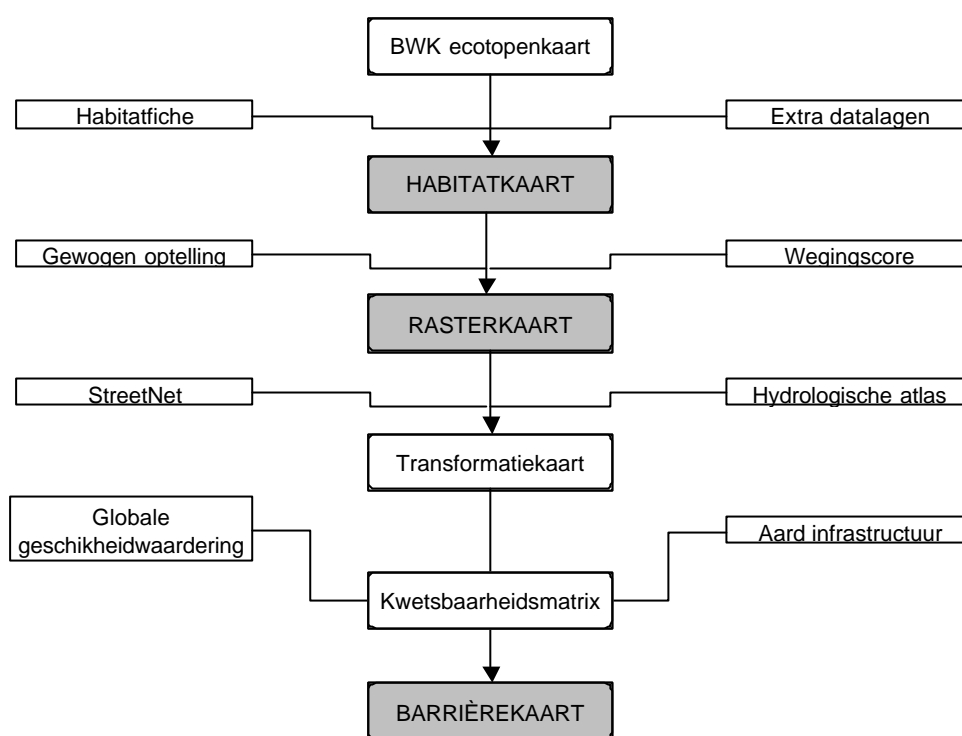 BWK ecotopenkaart
Habitatfiche
Extra datalagen
HABITATKAART
Gewogen optelling
Wegingscore
RASTERKAART
StreetNet
Hydrologische atlas
Transformatiekaart
Globale
geschikheidwaardering
Aard infrastructuur
Kwetsbaarheidsmatrix
BARRIÈREKAART